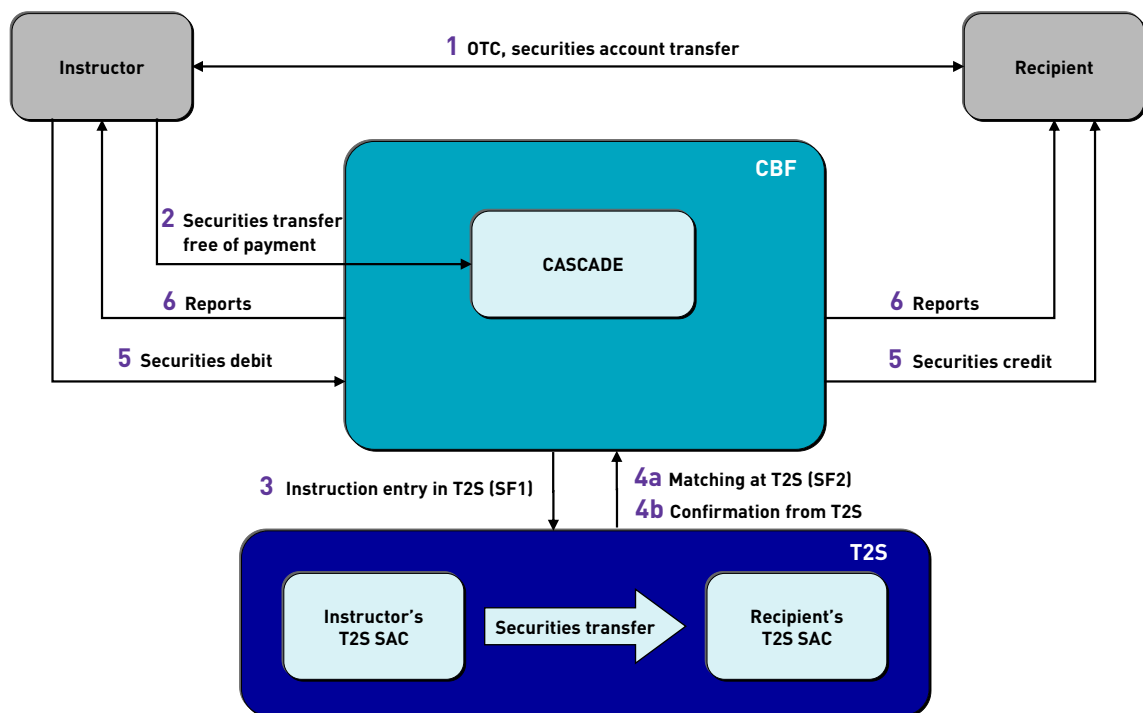 1 OTC, securities account transfer
Instructor
Recipient
CBF
2 Securities transfer
free of payment
CASCADE
6 Reports
6 Reports
5 Securities debit
5 Securities credit
3 Instruction entry in T2S (SF1)
4a Matching at T2S (SF2)
4b Confirmation from T2S
T2S
Instructor’s
T2S SAC
Securities transfer
Recipient’s
T2S SAC